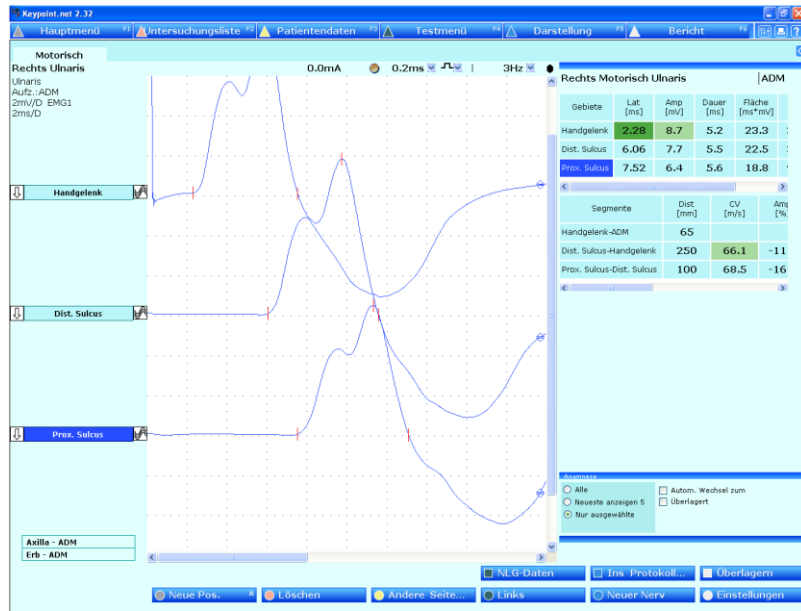 Keypoint.net 2.32
Hauptmenü F1 Untersuchungsliste F2 Patientendaten F3 Testmenü F4 Darstellung F5 Bericht F6
Motorisch
Rechts Ulnaris 0.0mA 0.2ms 3Hz
Ulnaris
Aufz.:ADM
2mV/D EMG1
2ms/D
Handgelenk
Dist. Sulcus
Prox. Sulcus
Axilla - ADM
Erb - ADM
Rechts Motorisch Ulnaris ADM
Gebiete Lat [ms] Amp [mV] Dauer [ms] Fläche [ms*mV]
Handgelenk 2.28 8.7 5.2 23.3
Dist. Sulcus 6.06 7.7 5.5 22.5
Prox. Sulcus 7.52 6.4 5.6 18.8
Segmente Dist [mm] CV [m/s] Amp [%]
Handgelenk-ADM 65
Dist. Sulcus-Handgelenk 250 66.1 -11
Prox. Sulcus-Dist. Sulcus 100 68.5 -16
Anamnese
Alle
Neueste anzeigen 5
Nur ausgewählte
Autom. Wechsel zum
Überlagert
NLG-Daten Ins Protokoll... Überlagern
Neue Pos. A Löschen Andere Seite... Links Neuer Nerv Einstellungen